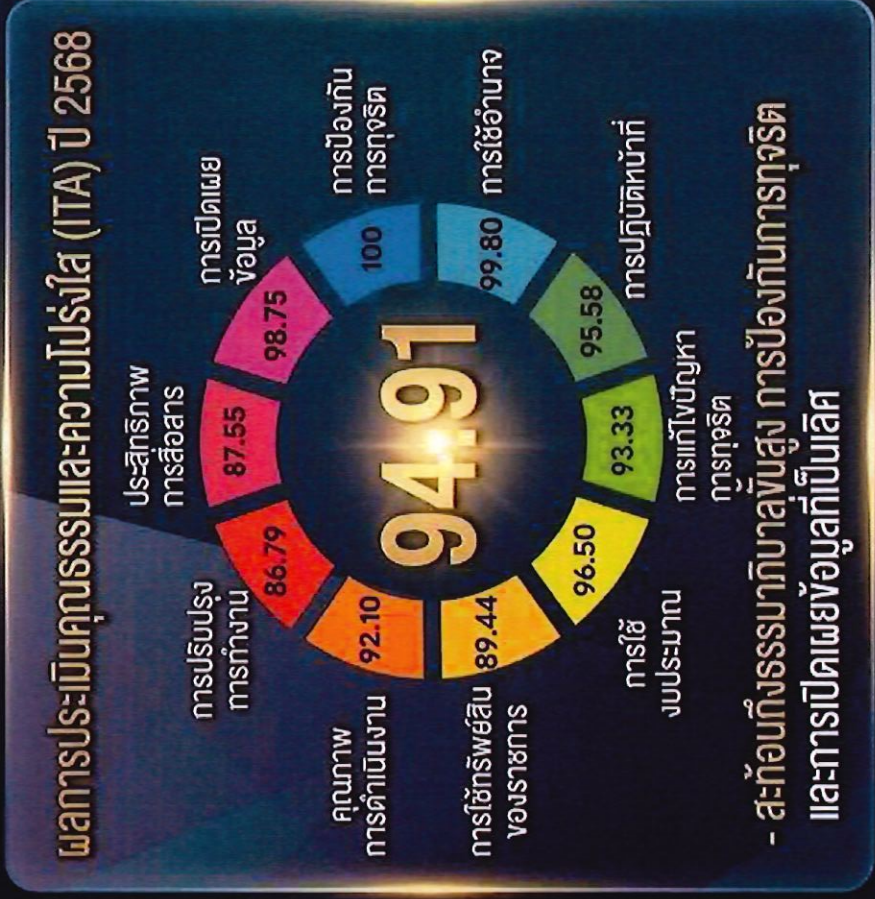 ผลการประเมินคุณธรรมและความโปร่งใส (ITA) ปี 2568
ประสิทธิภาพ
การสื่อสาร
87.55
การเปิดเผย
ข้อมูล
98.75
การป้องกัน
การทุจริต
100
การใช้อำนาจ
99.80
การปฏิบัติหน้าที่
95.58
การแก้ไขปัญหา
การทุจริต
93.33
การใช้
งบประมาณ
96.50
การใช้ทรัพย์สิน
ของราชการ
89.44
คุณภาพ
การดำเนินงาน
92.10
การปรับปรุง
การทำงาน
86.79
94.91
- สะท้อนถึงธรรมาภิบาลขั้นสูง การป้องกันการทุจริต
และการเปิดเผยข้อมูลที่เป็นเลิศ